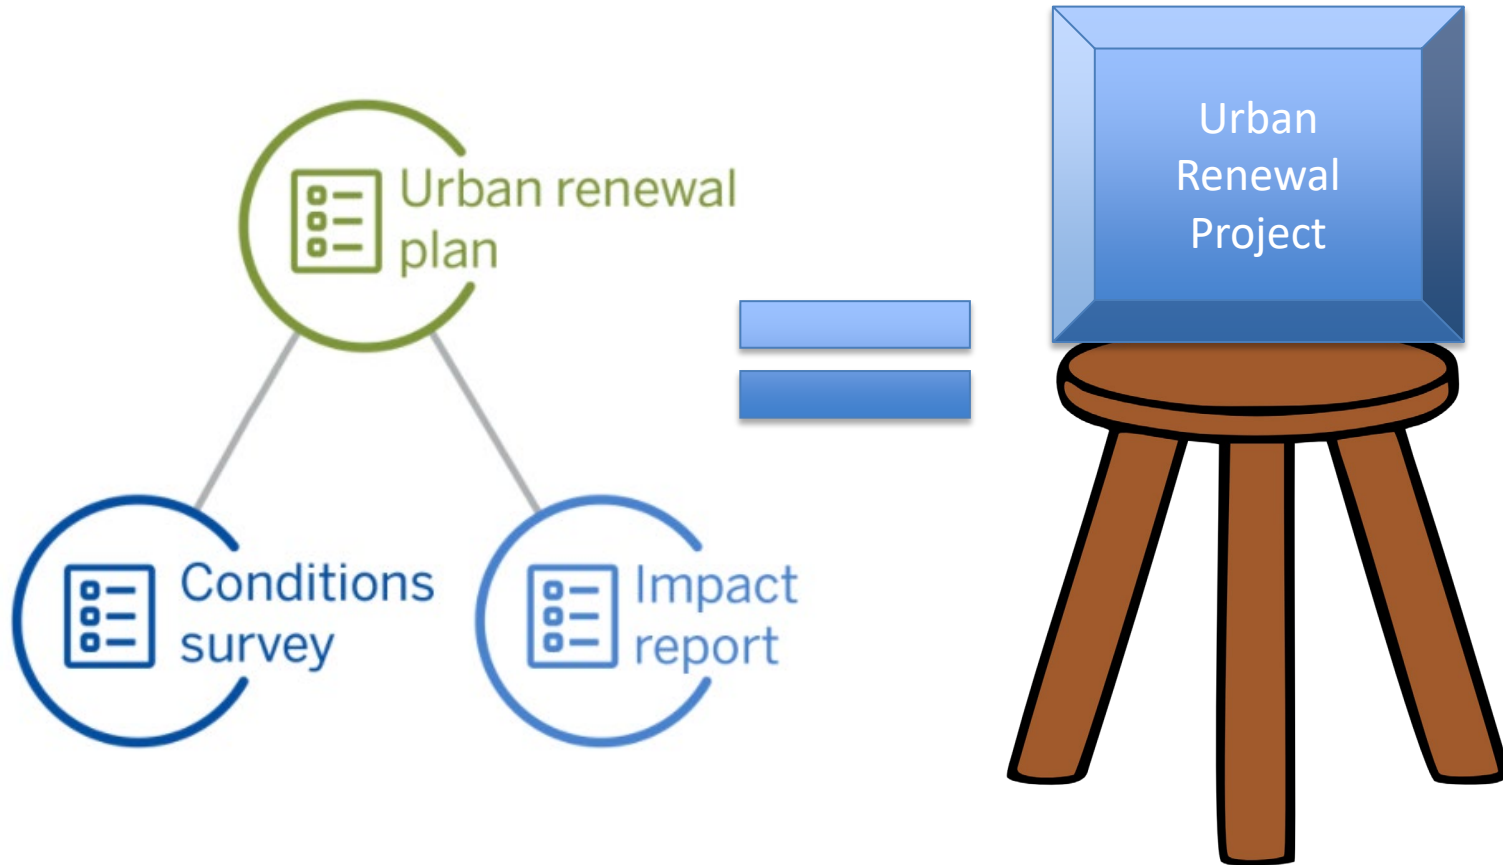 Urban renewal
plan
Conditions
survey
Impact
report
Urban
Renewal
Project